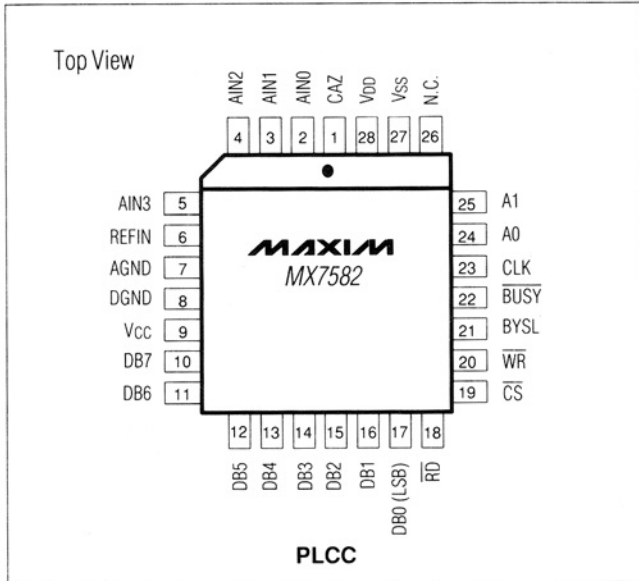 Top View
AIN2 AIN1 AIN0 CAZ VDD VSS N.C.
4 3 2 1 28 27 26
AIN3 5
REFIN 6
AGND 7
DGND 8
VCC 9
DB7 10
DB6 11
MAXIM
MX7582
25 A1
24 A0
23 CLK
22 BUSY
21 BYSL
20 WR
19 CS
12 13 14 15 16 17 18
DB5 DB4 DB3 DB2 DB1 DB0 (LSB) RD
PLCC